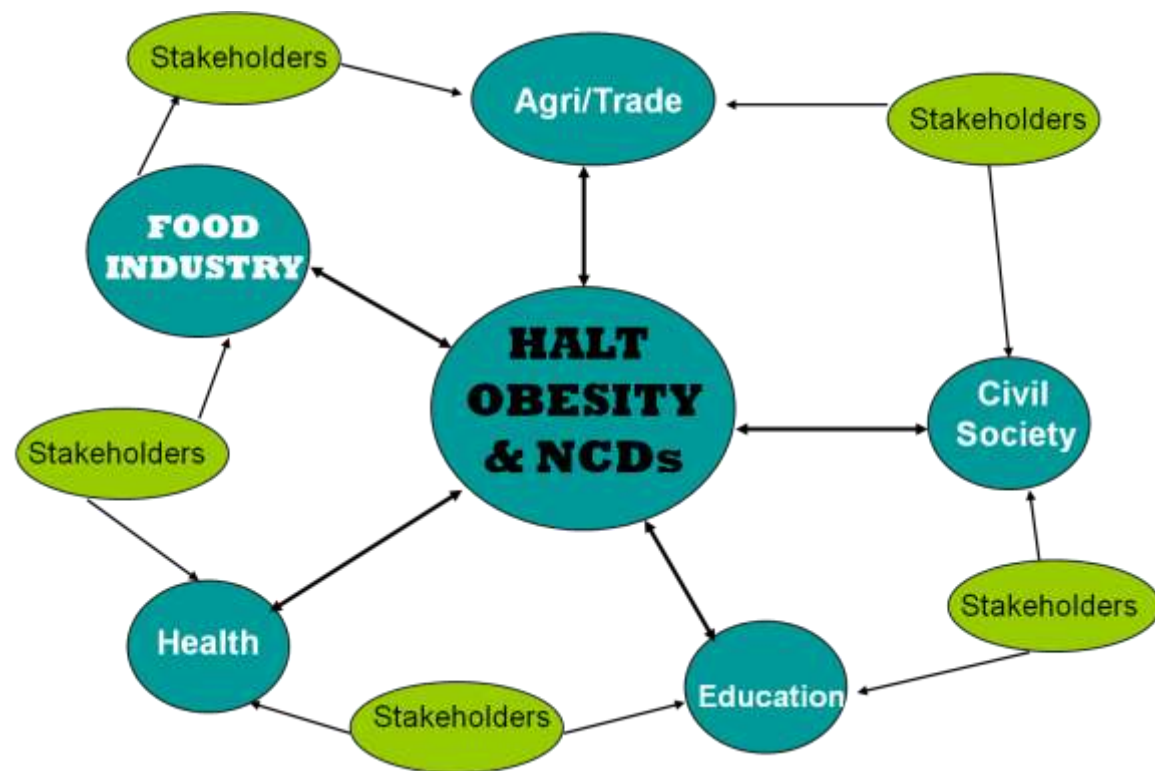 Stakeholders
Agri/Trade
Stakeholders
FOOD
INDUSTRY
HALT
OBESITY
& NCDs
Civil
Society
Stakeholders
Stakeholders
Health
Education
Stakeholders